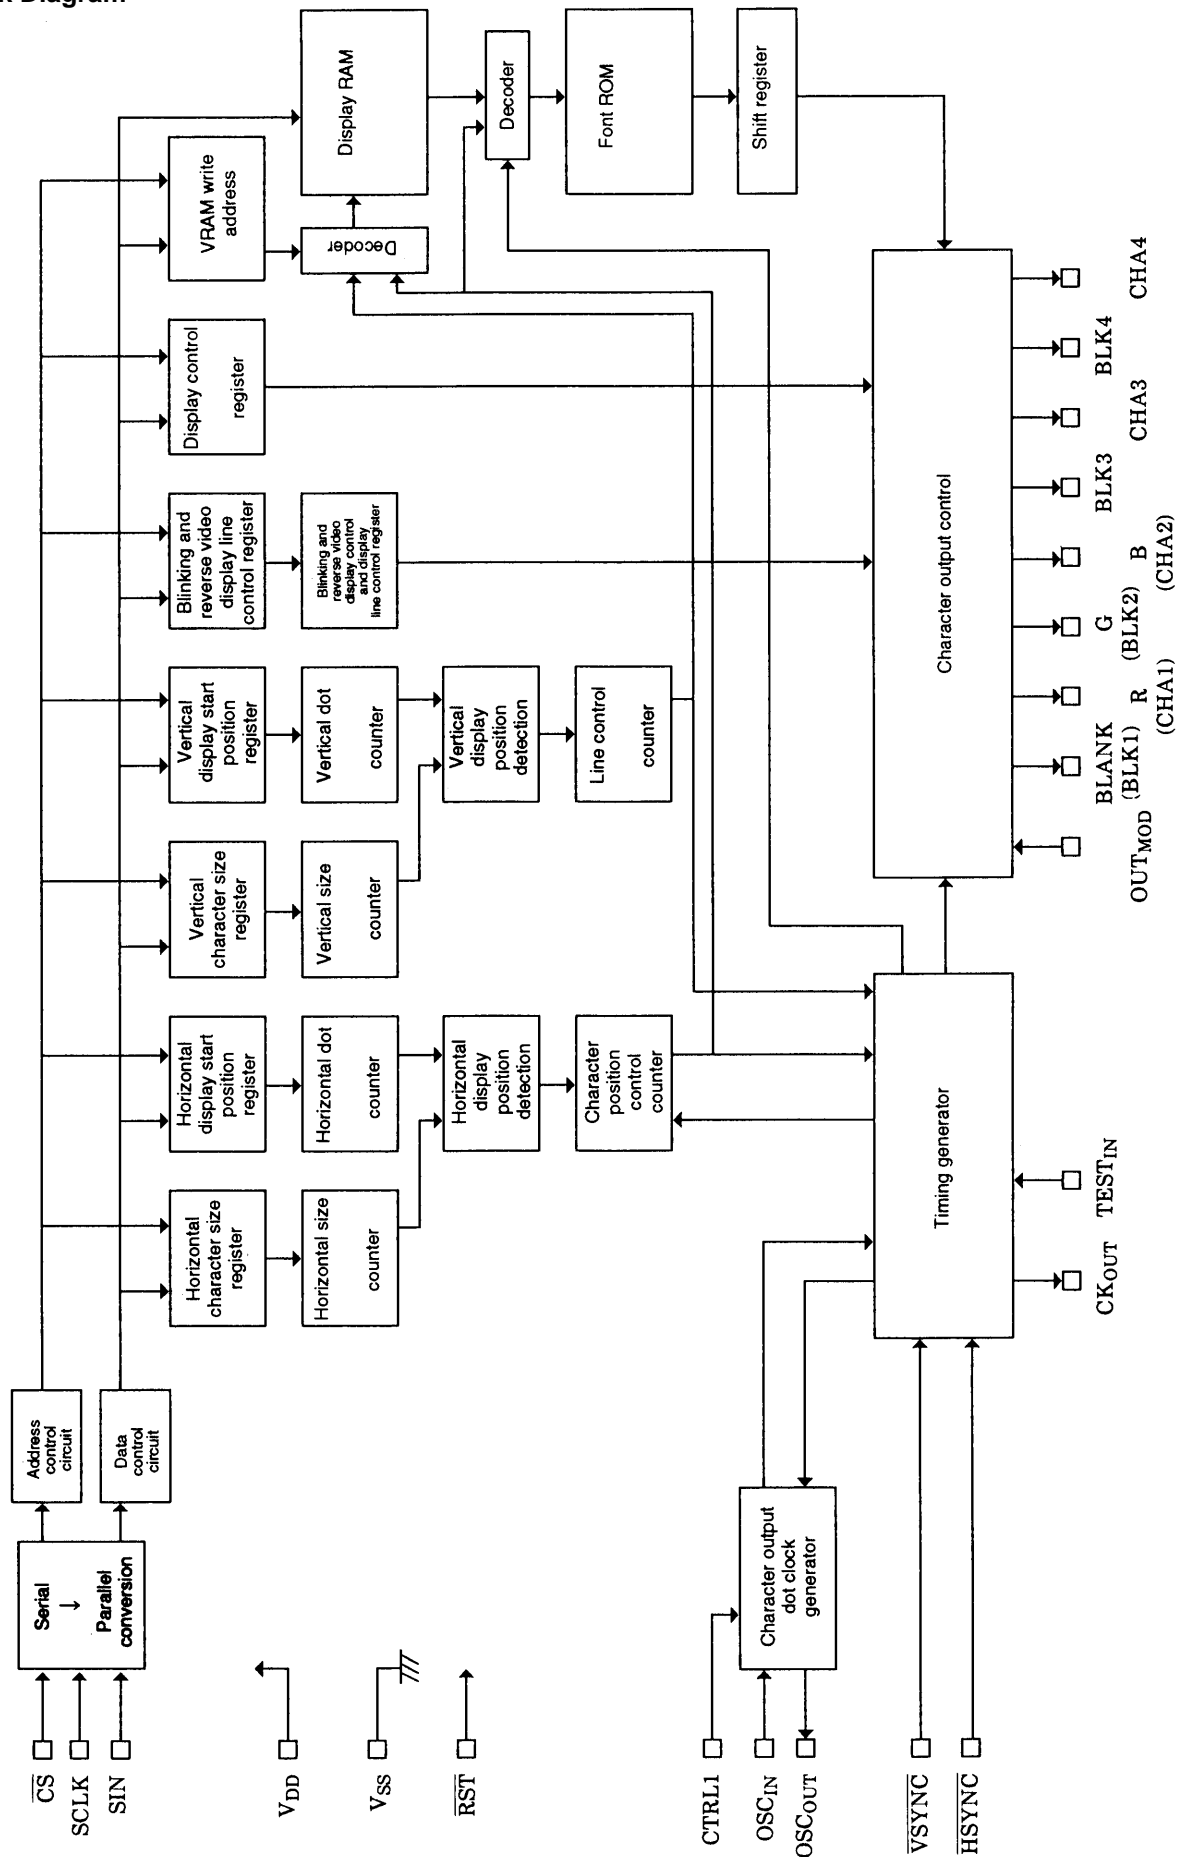 k Diagram
CS
SCLK
SIN
Serial
↓
Parallel
conversion
Address
control
circuit
Data
control
circuit
Horizontal
character size
register
Horizontal
display start
position
register
Vertical
character size
register
Vertical
display start
position
register
Blinking and
reverse video
display line
control register
Display control
register
VRAM write
address
Horizontal size
counter
Horizontal dot
counter
Vertical size
counter
Vertical dot
counter
Blinking and
reverse video
display control
and display
line control register
Decoder
Display RAM
Horizontal
display
position
detection
Vertical
display
position
detection
Decoder
Character
position
control
counter
Line control
counter
Font ROM
Shift register
VDD
VSS
RST
CTRL1
OSCIN
OSCOUT
Character output
dot clock
generator
VSYNC
HSYNC
Timing generator
Character output control
CKOUT
TESTIN
OUTMOD
BLANK
(BLK1)
R
(CHA1)
G
(BLK2)
B
(CHA2)
BLK3
CHA3
BLK4
CHA4